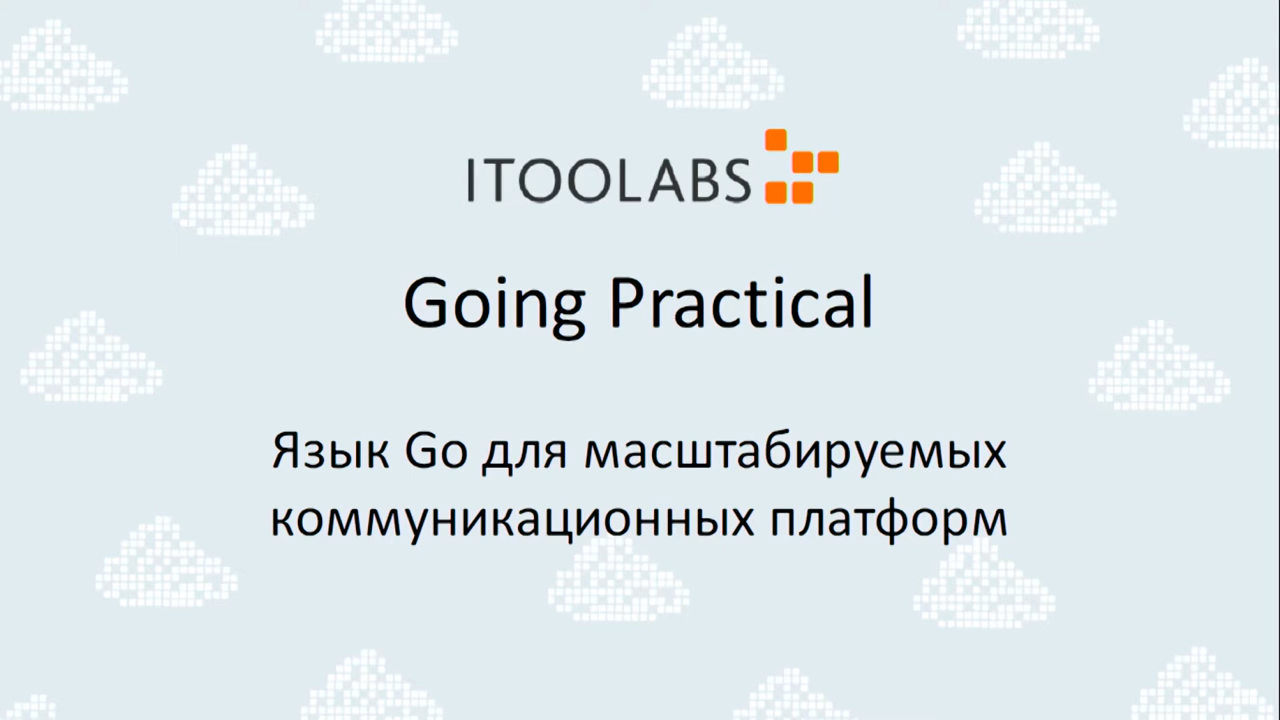 ITOOLABS
Going Practical
Язык Go для масштабируемых
коммуникационных платформ